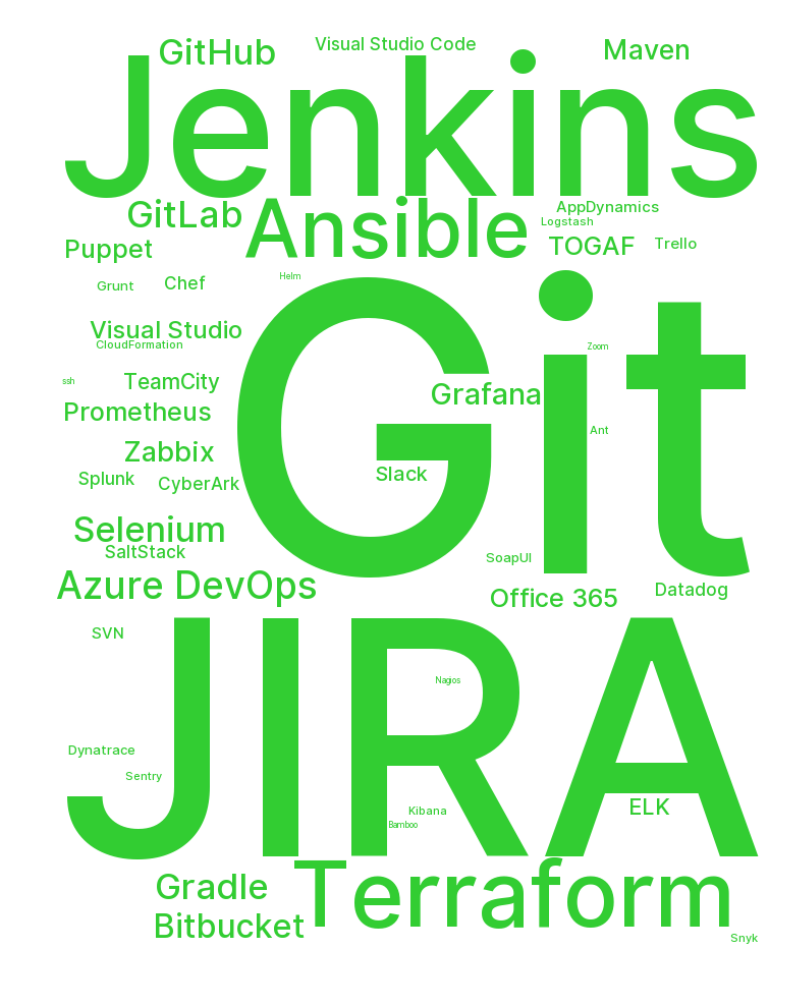 GitHub
Visual Studio Code
Maven
Jenkins
GitLab
Ansible
AppDynamics
Logstash
Puppet
TOGAF
Trello
Helm
Grunt
Chef
Visual Studio
CloudFormation
Zoom
Git
ssh
TeamCity
Grafana
Prometheus
Ant
Zabbix
Slack
Splunk
CyberArk
Selenium
SaltStack
SoapUI
Azure DevOps
Office 365
Datadog
SVN
JIRA
Nagios
Dynatrace
Sentry
Kibana
ELK
Bamboo
Gradle
Terraform
Bitbucket
Snyk